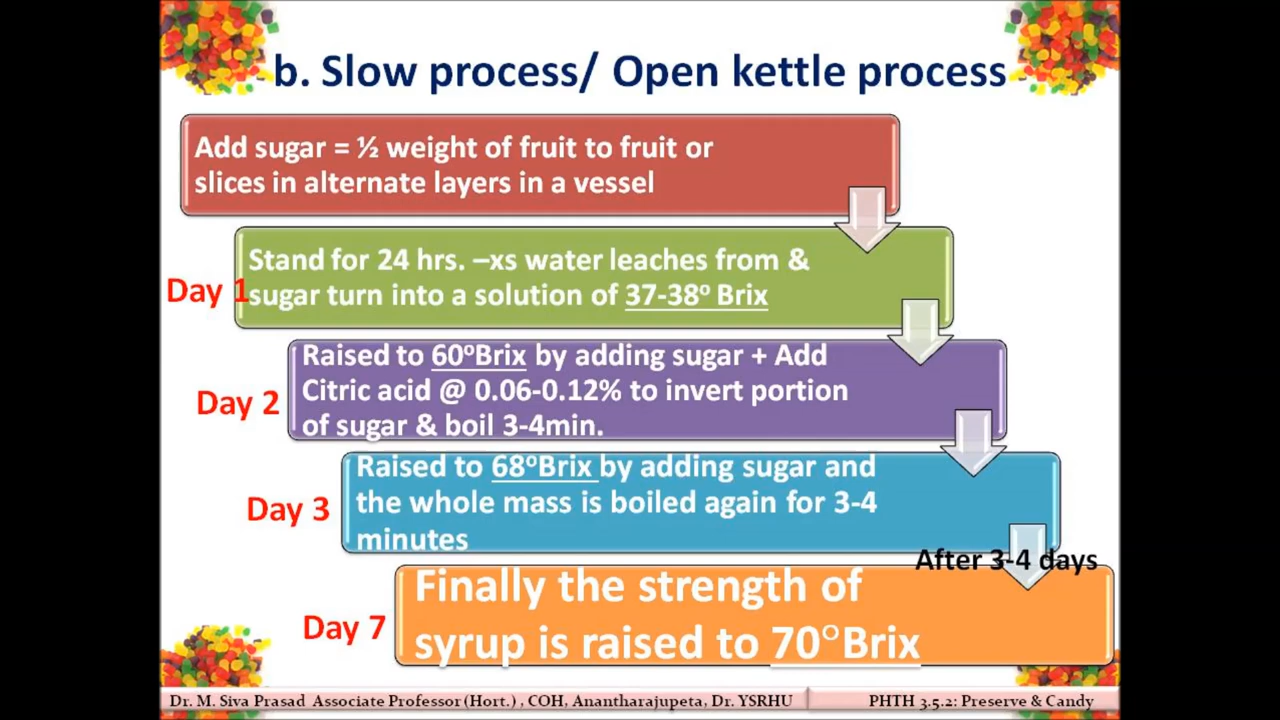 b. Slow process/ Open kettle process
Add sugar = ½ weight of fruit to fruit or
slices in alternate layers in a vessel
Day 1
Stand for 24 hrs. –xs water leaches from &
sugar turn into a solution of 37-38º Brix
Day 2
Raised to 60ºBrix by adding sugar + Add
Citric acid @ 0.06-0.12% to invert portion
of sugar & boil 3-4min.
Day 3
Raised to 68ºBrix by adding sugar and
the whole mass is boiled again for 3-4
minutes
After 3-4 days
Day 7
Finally the strength of
syrup is raised to 70°Brix
Dr. M. Siva Prasad Associate Professor (Hort.) , COH, Anantharajupeta, Dr. YSRHU
PHTH 3.5.2: Preserve & Candy